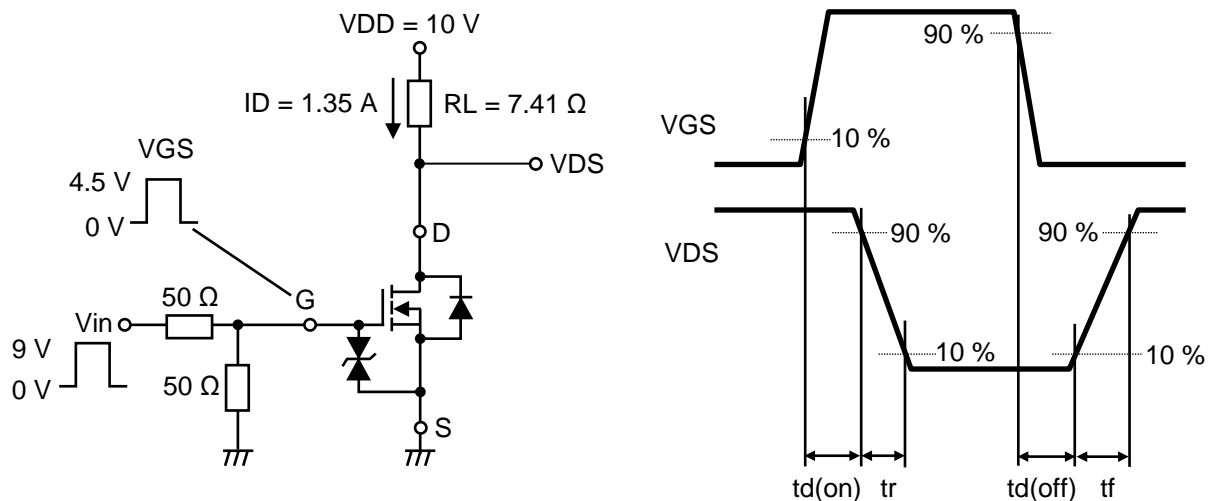 VDD = 10 V
ID = 1.35 A
RL = 7.41 Ω
VGS
4.5 V
0 V
VDS
D
50 Ω
G
Vin
9 V
0 V
50 Ω
S
VGS
90 %
10 %
VDS
90 %
90 %
10 %
10 %
td(on)
tr
td(off)
tf